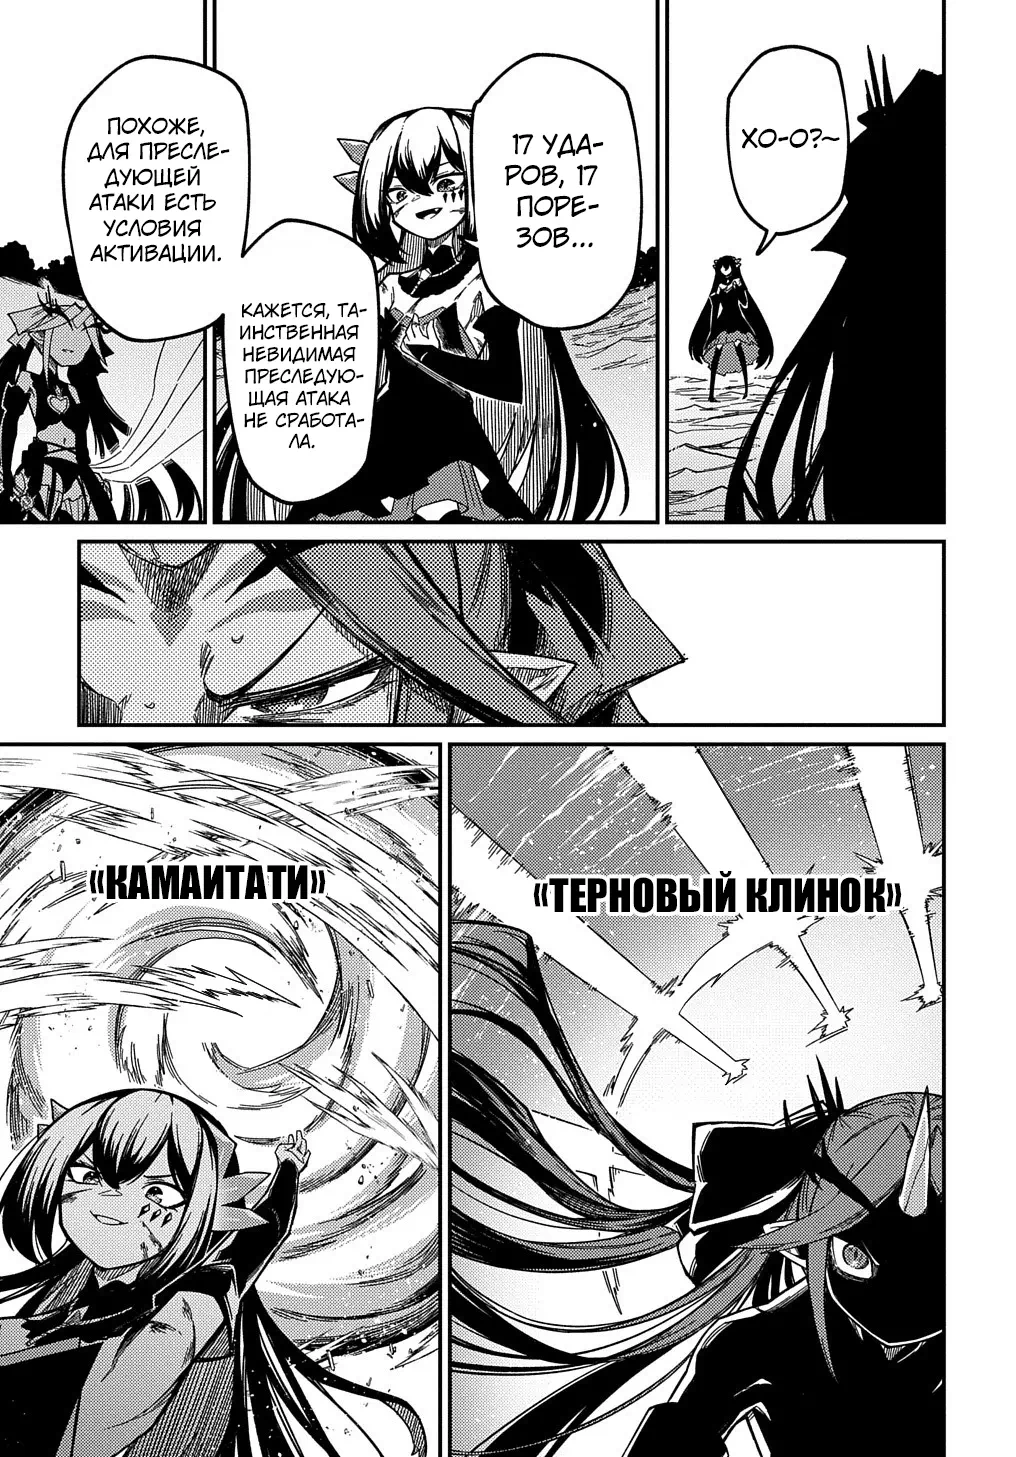 ХО-О?~
17 УДА-
РОВ, 17
ПОРЕ-
ЗОВ...
КАЖЕТСЯ, ТА-
ИНСТВЕННАЯ
НЕВИДИМАЯ
ПРЕСЛЕДУЮ-
ЩАЯ АТАКА
НЕ СРАБОТА-
ЛА.
ПОХОЖЕ,
ДЛЯ ПРЕСЛЕ-
ДУЮЩЕЙ
АТАКИ ЕСТЬ
УСЛОВИЯ
АКТИВАЦИИ.
«ТЕРНОВЫЙ КЛИНОК»
«КАМАИТАТИ»